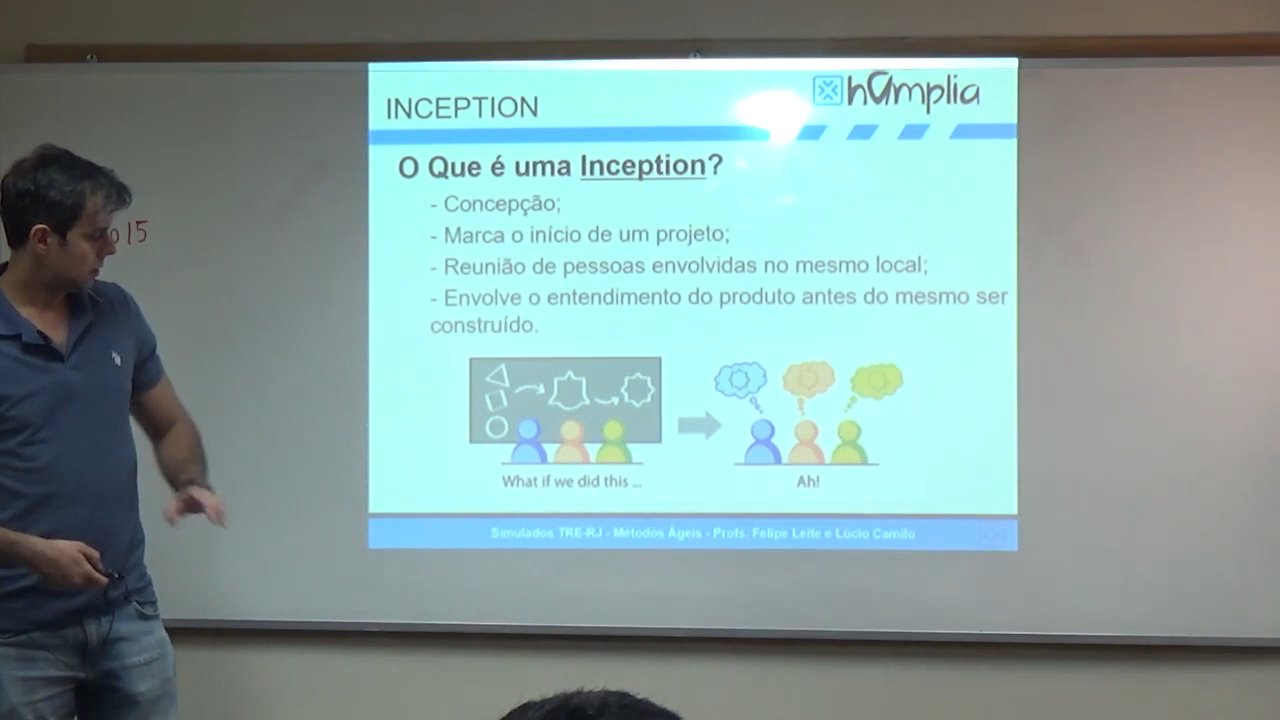 INCEPTION
hamplia
O Que é uma Inception?
- Concepção;
- Marca o início de um projeto;
- Reunião de pessoas envolvidas no mesmo local;
- Envolve o entendimento do produto antes do mesmo ser
construído.
What if we did this ...
Ah!
Simulados TRE-RJ - Métodos Ágeis - Profs. Felipe Leite e Lúcio Camilo
15